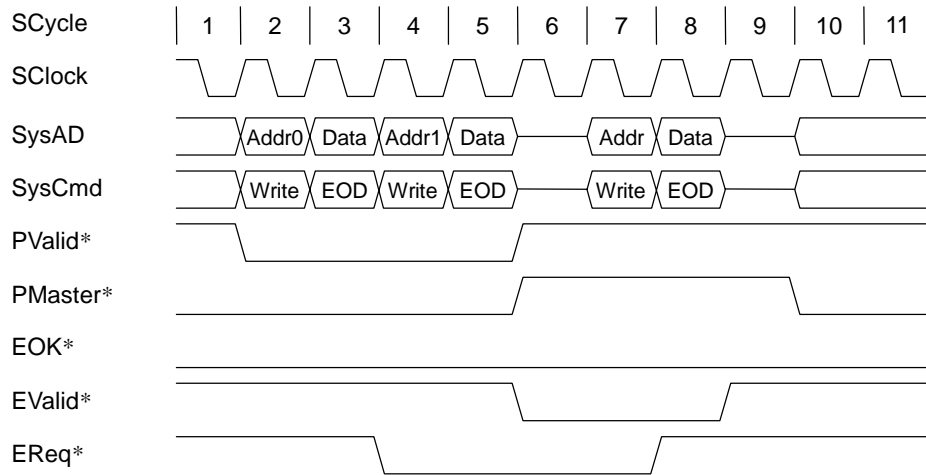 SCycle 1 2 3 4 5 6 7 8 9 10 11
SClock
SysAD Addr0 Data Addr1 Data Addr Data
SysCmd Write EOD Write EOD Write EOD
PValid*
PMaster*
EOK*
EValid*
EReq*